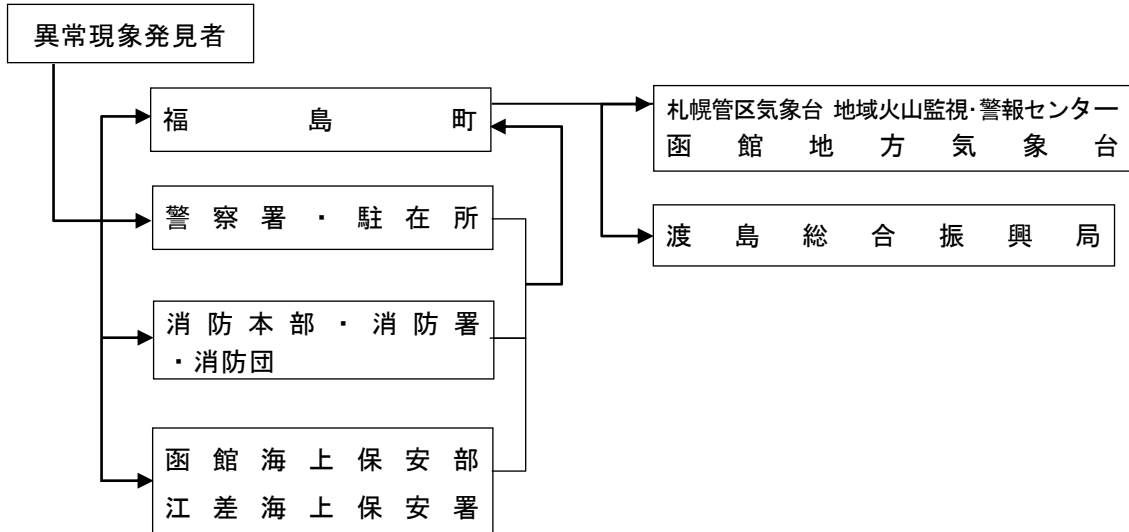 異常現象発見者
福島町
札幌管区気象台 地域火山監視・警報センター
函館地方気象台
警察署・駐在所
渡島総合振興局
消防本部・消防署
・消防団
函館海上保安部
江差海上保安署